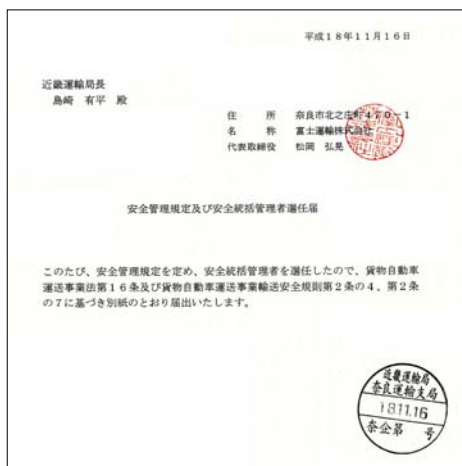 平成18年11月16日
近畿運輸局長
島崎 有平 殿
住 所 奈良市北之庄町470-1
名 称 富士運輸株式会社
代表取締役 松岡 弘晃
安全管理規定及び安全統括管理者選任届
このたび、安全管理規定を定め、安全統括管理者を選任したので、貨物自動車
運送事業法第16条及び貨物自動車運送事業輸送安全規則第2条の4、第2条
の7に基づき別紙のとおり届出いたします。
近畿運輸局
奈良運輸支局
18.11.16
奈企第 号